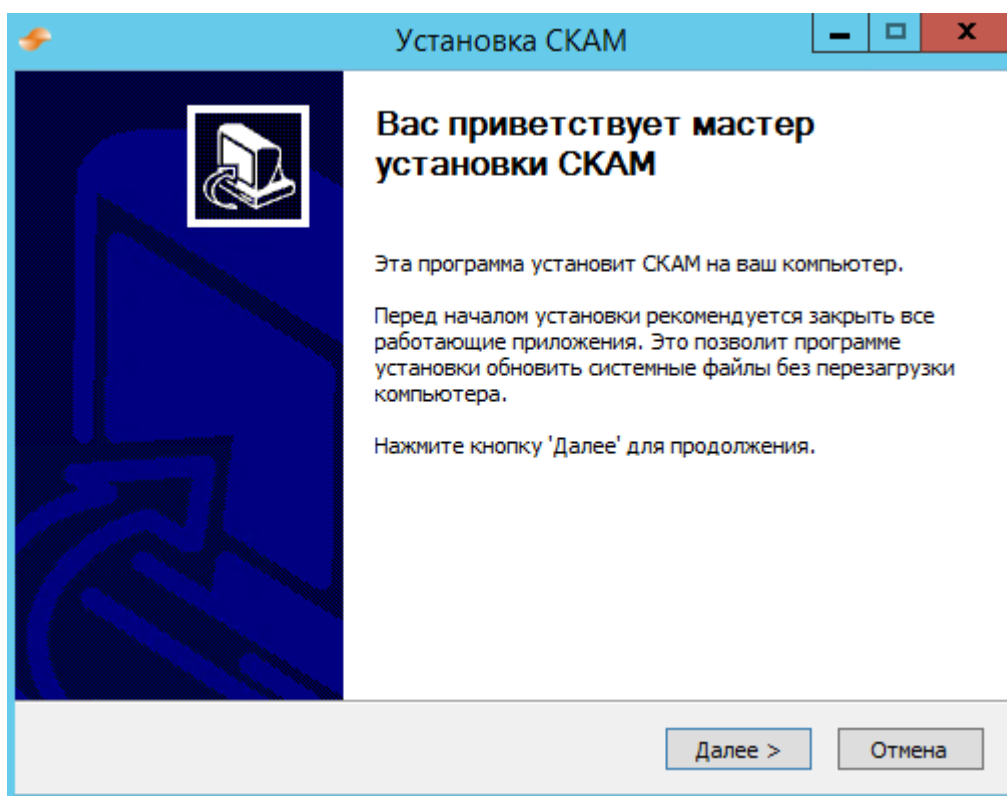 Установка СКАМ
Вас приветствует мастер
установки СКАМ
Эта программа установит СКАМ на ваш компьютер.
Перед началом установки рекомендуется закрыть все
работающие приложения. Это позволит программе
установки обновить системные файлы без перезагрузки
компьютера.
Нажмите кнопку 'Далее' для продолжения.
Далее >
Отмена